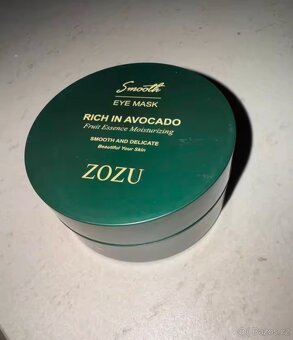 Smooth
EYE MASK
RICH IN AVOCADO
Fruit Essence Moisturizing
SMOOTH AND DELICATE
Beautiful Your Skin
ZOZU